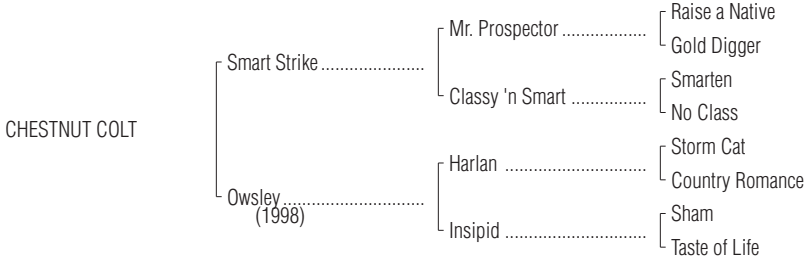 Raise a Native
Mr. Prospector ..................
Gold Digger
Smart Strike ......................
Smarten
Classy 'n Smart ................
No Class
CHESTNUT COLT
Storm Cat
Harlan ..............................
Country Romance
Owsley ..............................
(1998)
Sham
Insipid ..............................
Taste of Life